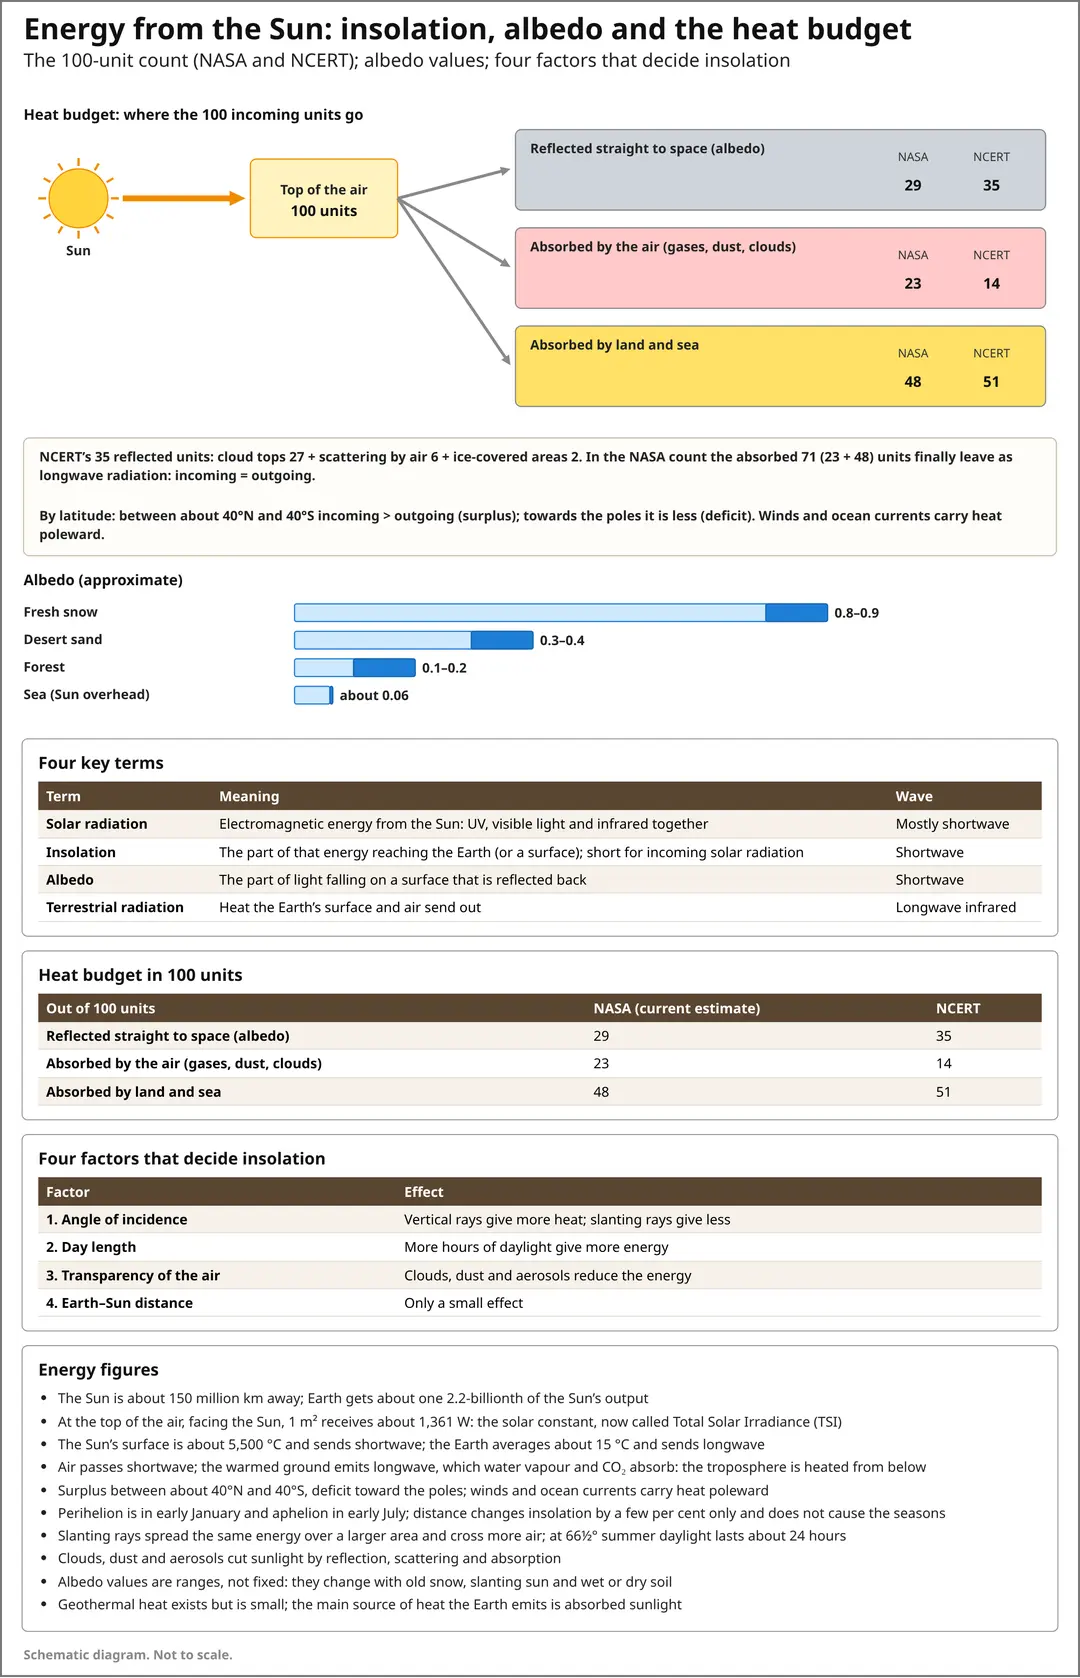 Energy from the Sun: insolation, albedo and the heat budget
The 100-unit count (NASA and NCERT); albedo values; four factors that decide insolation
Heat budget: where the 100 incoming units go
Sun
Top of the air
100 units
Reflected straight to space (albedo)
NASA NCERT
29 35
Absorbed by the air (gases, dust, clouds)
NASA NCERT
23 14
Absorbed by land and sea
NASA NCERT
48 51
NCERT’s 35 reflected units: cloud tops 27 + scattering by air 6 + ice-covered areas 2. In the NASA count the absorbed 71 (23 + 48) units finally leave as
longwave radiation: incoming = outgoing.
By latitude: between about 40°N and 40°S incoming > outgoing (surplus); towards the poles it is less (deficit). Winds and ocean currents carry heat
poleward.
Albedo (approximate)
Fresh snow 0.8–0.9
Desert sand 0.3–0.4
Forest 0.1–0.2
Sea (Sun overhead) about 0.06
Four key terms
Term Meaning Wave
Solar radiation Electromagnetic energy from the Sun: UV, visible light and infrared together Mostly shortwave
Insolation The part of that energy reaching the Earth (or a surface); short for incoming solar radiation Shortwave
Albedo The part of light falling on a surface that is reflected back Shortwave
Terrestrial radiation Heat the Earth’s surface and air send out Longwave infrared
Heat budget in 100 units
Out of 100 units NASA (current estimate) NCERT
Reflected straight to space (albedo) 29 35
Absorbed by the air (gases, dust, clouds) 23 14
Absorbed by land and sea 48 51
Four factors that decide insolation
Factor Effect
1. Angle of incidence Vertical rays give more heat; slanting rays give less
2. Day length More hours of daylight give more energy
3. Transparency of the air Clouds, dust and aerosols reduce the energy
4. Earth–Sun distance Only a small effect
Energy figures
• The Sun is about 150 million km away; Earth gets about one 2.2-billionth of the Sun’s output
• At the top of the air, facing the Sun, 1 m² receives about 1,361 W: the solar constant, now called Total Solar Irradiance (TSI)
• The Sun’s surface is about 5,500 °C and sends shortwave; the Earth averages about 15 °C and sends longwave
• Air passes shortwave; the warmed ground emits longwave, which water vapour and CO₂ absorb: the troposphere is heated from below
• Surplus between about 40°N and 40°S, deficit toward the poles; winds and ocean currents carry heat poleward
• Perihelion is in early January and aphelion in early July; distance changes insolation by a few per cent only and does not cause the seasons
• Slanting rays spread the same energy over a larger area and cross more air; at 66½° summer daylight lasts about 24 hours
• Clouds, dust and aerosols cut sunlight by reflection, scattering and absorption
• Albedo values are ranges, not fixed: they change with old snow, slanting sun and wet or dry soil
• Geothermal heat exists but is small; the main source of heat the Earth emits is absorbed sunlight
Schematic diagram. Not to scale.